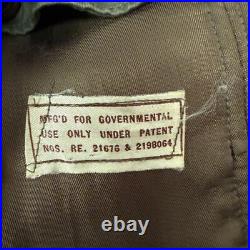 MFG'D FOR GOVERNMENTAL
USE ONLY UNDER PATENT
NOS. RE. 21676 & 2198064